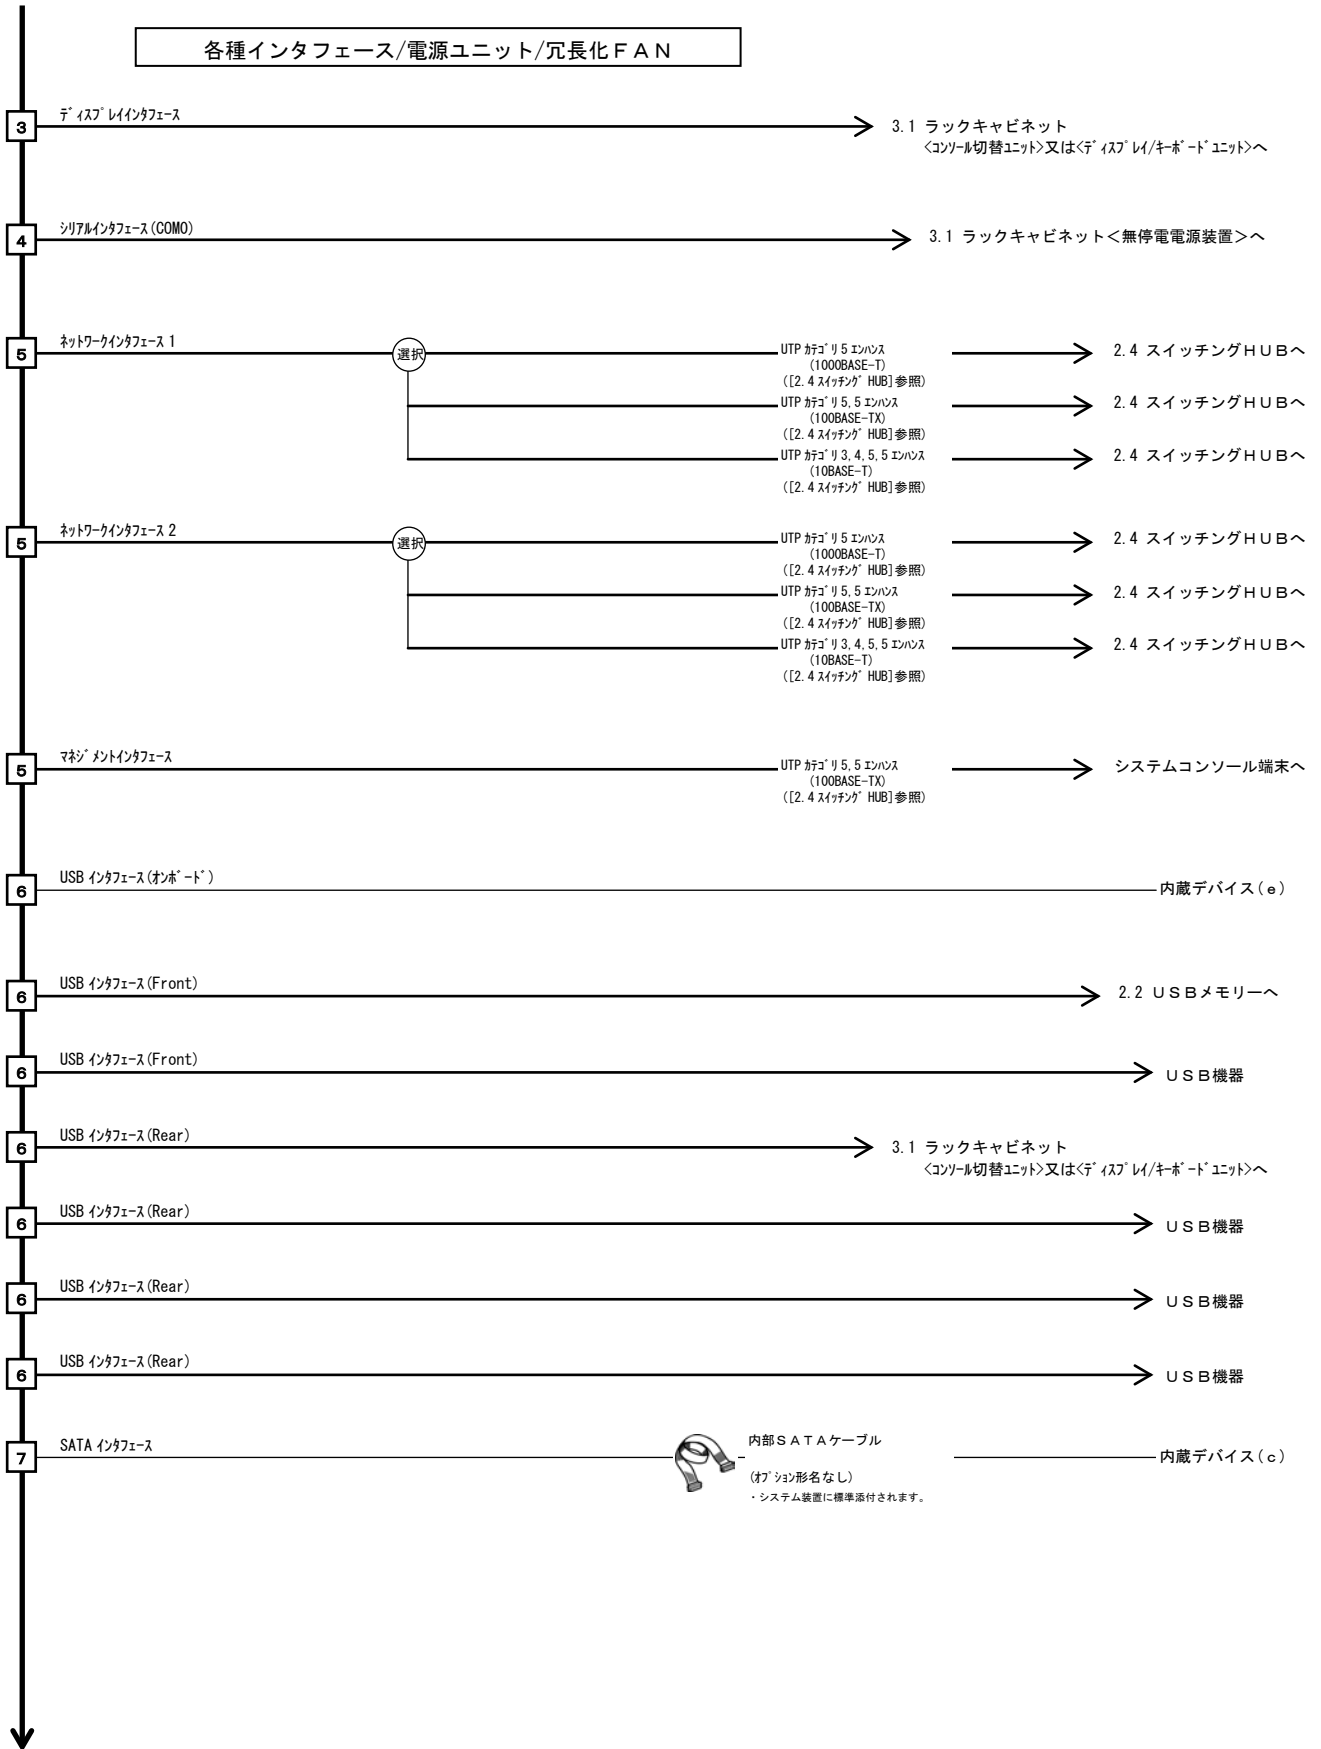 各種インタフェース/電源ユニット/冗長化ＦＡＮ
3
ﾃﾞｨｽﾌﾟﾚｲｲﾝﾀﾌｪｰｽ
3.1 ラックキャビネット
<ｺﾝｿｰﾙ切替ﾕﾆｯﾄ>又は<ﾃﾞｨｽﾌﾟﾚｲ/ｷｰﾎﾞｰﾄﾞﾕﾆｯﾄ>へ
4
ｼﾘｱﾙｲﾝﾀﾌｪｰｽ(COM0)
3.1 ラックキャビネット＜無停電電源装置＞へ
5
ﾈｯﾄﾜｰｸｲﾝﾀﾌｪｰｽ 1
選択
UTP ｶﾃｺﾞﾘ 5 ｴﾝﾊﾝｽ
(1000BASE-T)
([2.4 ｽｲｯﾁﾝｸﾞ HUB]参照)
2.4 スイッチングＨＵＢへ
UTP ｶﾃｺﾞﾘ 5,5 ｴﾝﾊﾝｽ
(100BASE-TX)
([2.4 ｽｲｯﾁﾝｸﾞ HUB]参照)
2.4 スイッチングＨＵＢへ
UTP ｶﾃｺﾞﾘ 3,4,5,5 ｴﾝﾊﾝｽ
(10BASE-T)
([2.4 ｽｲｯﾁﾝｸﾞ HUB]参照)
2.4 スイッチングＨＵＢへ
5
ﾈｯﾄﾜｰｸｲﾝﾀﾌｪｰｽ 2
選択
UTP ｶﾃｺﾞﾘ 5 ｴﾝﾊﾝｽ
(1000BASE-T)
([2.4 ｽｲｯﾁﾝｸﾞ HUB]参照)
2.4 スイッチングＨＵＢへ
UTP ｶﾃｺﾞﾘ 5,5 ｴﾝﾊﾝｽ
(100BASE-TX)
([2.4 ｽｲｯﾁﾝｸﾞ HUB]参照)
2.4 スイッチングＨＵＢへ
UTP ｶﾃｺﾞﾘ 3,4,5,5 ｴﾝﾊﾝｽ
(10BASE-T)
([2.4 ｽｲｯﾁﾝｸﾞ HUB]参照)
2.4 スイッチングＨＵＢへ
5
ﾏﾈｼﾞﾒﾝﾄｲﾝﾀﾌｪｰｽ
UTP ｶﾃｺﾞﾘ 5,5 ｴﾝﾊﾝｽ
(100BASE-TX)
([2.4 ｽｲｯﾁﾝｸﾞ HUB]参照)
システムコンソール端末へ
6
USB ｲﾝﾀﾌｪｰｽ(ｵﾝﾎﾞｰﾄﾞ)
内蔵デバイス(ｅ)
6
USB ｲﾝﾀﾌｪｰｽ(Front)
2.2 ＵＳＢメモリーへ
6
USB ｲﾝﾀﾌｪｰｽ(Front)
ＵＳＢ機器
6
USB ｲﾝﾀﾌｪｰｽ(Rear)
3.1 ラックキャビネット
<ｺﾝｿｰﾙ切替ﾕﾆｯﾄ>又は<ﾃﾞｨｽﾌﾟﾚｲ/ｷｰﾎﾞｰﾄﾞﾕﾆｯﾄ>へ
6
USB ｲﾝﾀﾌｪｰｽ(Rear)
ＵＳＢ機器
6
USB ｲﾝﾀﾌｪｰｽ(Rear)
ＵＳＢ機器
6
USB ｲﾝﾀﾌｪｰｽ(Rear)
ＵＳＢ機器
7
SATA ｲﾝﾀﾌｪｰｽ
内部ＳＡＴＡケーブル
(ｵﾌﾟｼｮﾝ形名なし)
・システム装置に標準添付されます。
内蔵デバイス(ｃ)